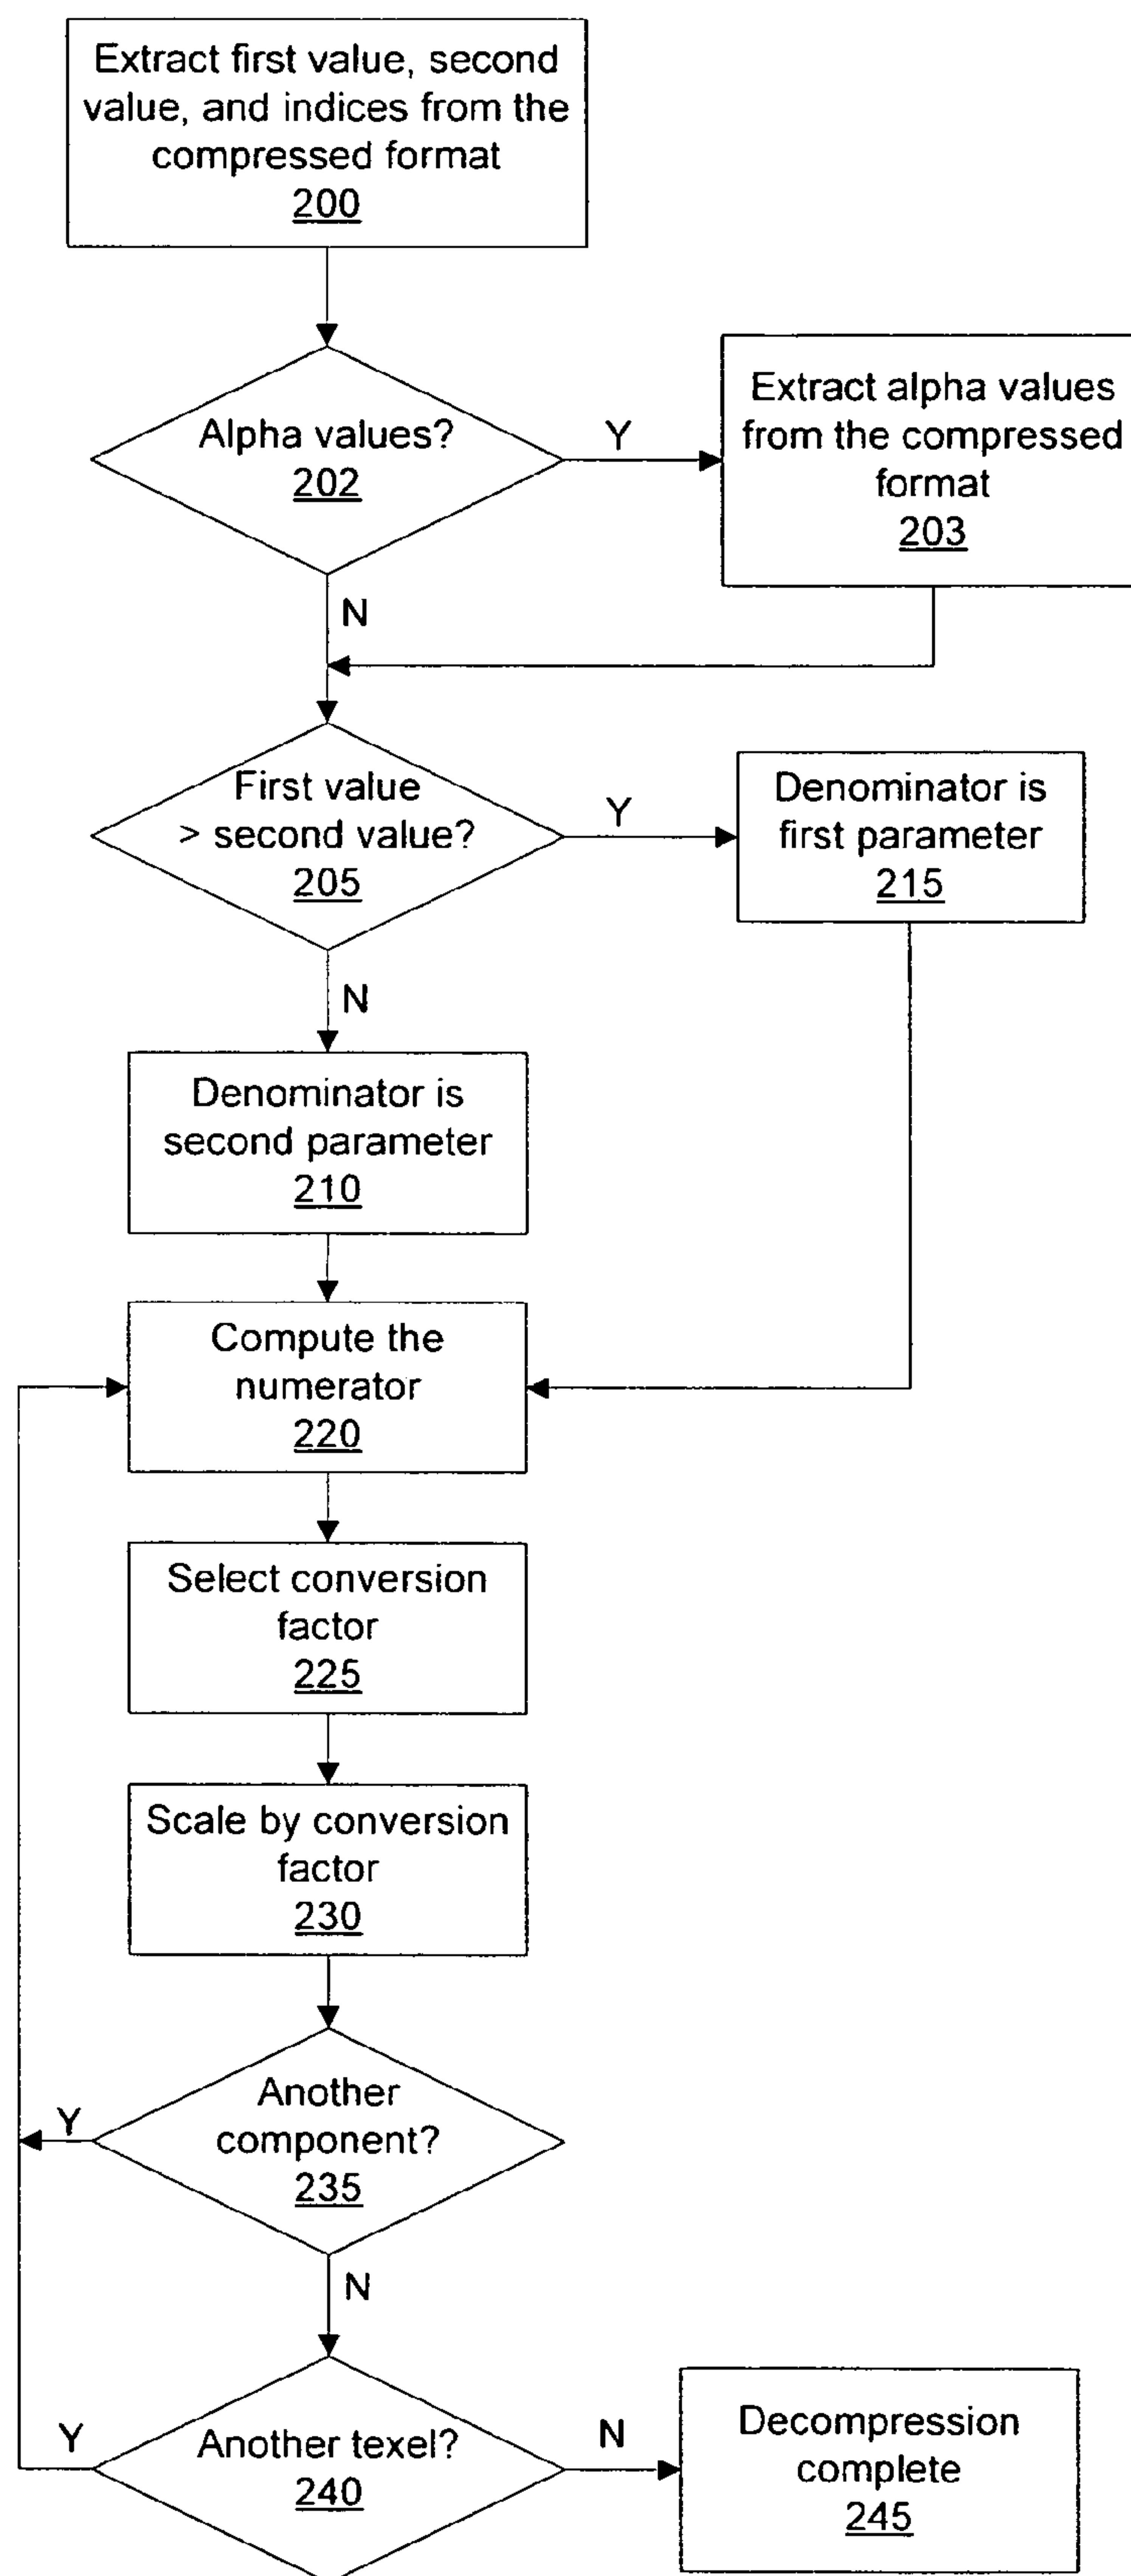 Extract first value, second
value, and indices from the
compressed format
200
Alpha values?
202
Y
Extract alpha values
from the compressed
format
203
N
First value
> second value?
205
Y
Denominator is
first parameter
215
N
Denominator is
second parameter
210
Compute the
numerator
220
Select conversion
factor
225
Scale by conversion
factor
230
Another
component?
235
Y
N
Another texel?
240
Y
N
Decompression
complete
245